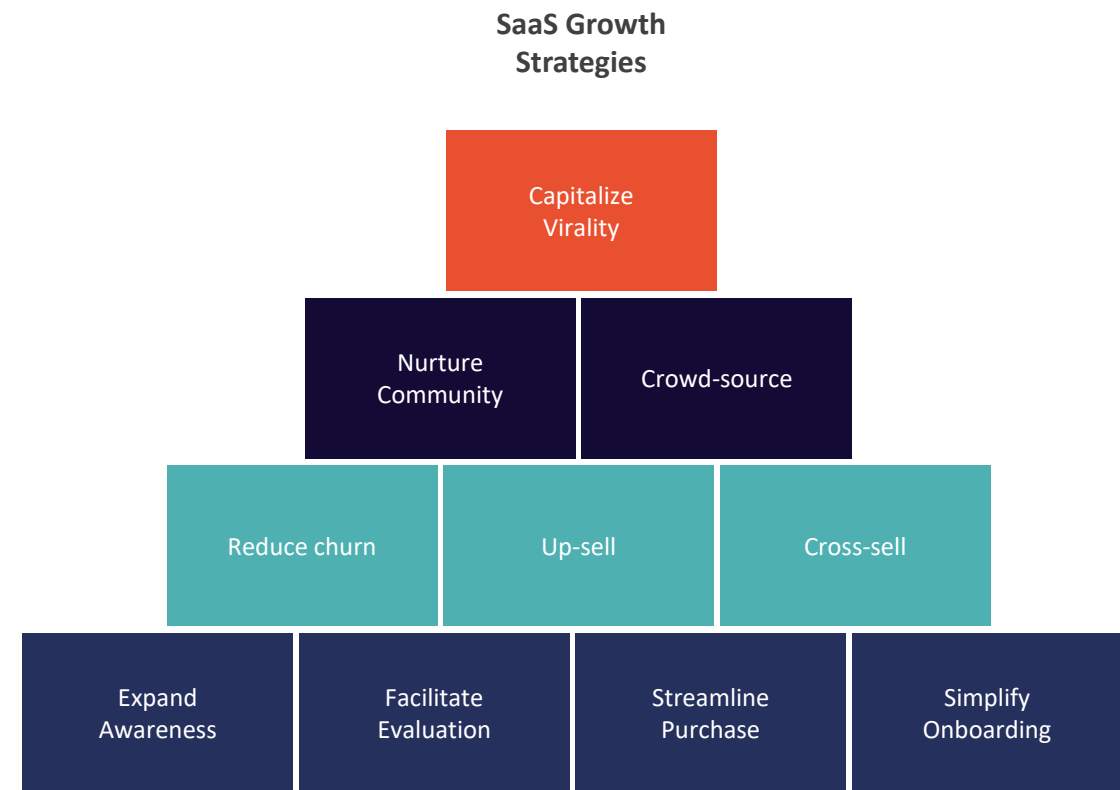 SaaS Growth
Strategies
Capitalize
Virality
Nurture
Community
Crowd-source
Reduce churn
Up-sell
Cross-sell
Expand
Awareness
Facilitate
Evaluation
Streamline
Purchase
Simplify
Onboarding